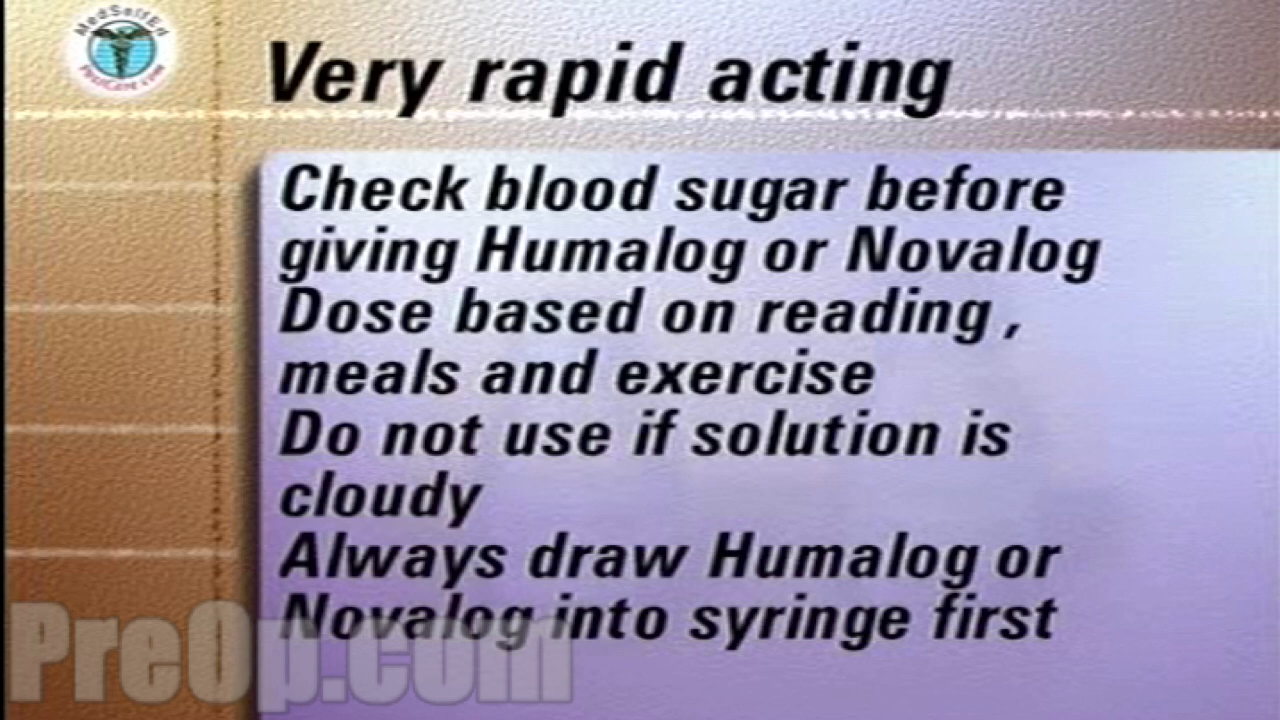 MedSelfEd
Very rapid acting
Check blood sugar before
giving Humalog or Novalog
Dose based on reading ,
meals and exercise
Do not use if solution is
cloudy
Always draw Humalog or
Novalog into syringe first
PreOp.com